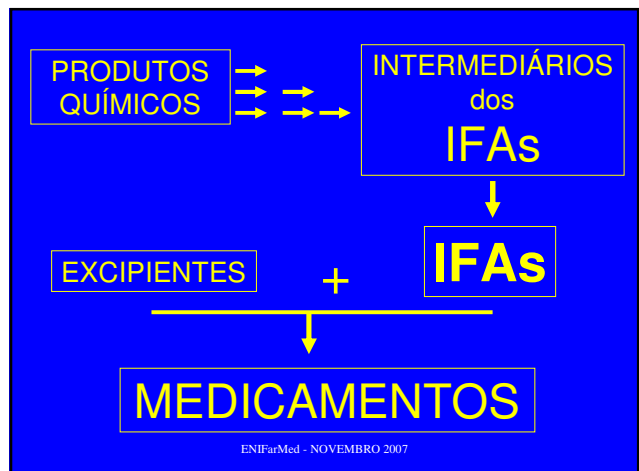 PRODUTOS
QUÍMICOS
INTERMEDIÁRIOS
dos
IFAs
IFAs
EXCIPIENTES
+
MEDICAMENTOS
ENIFarMed - NOVEMBRO 2007